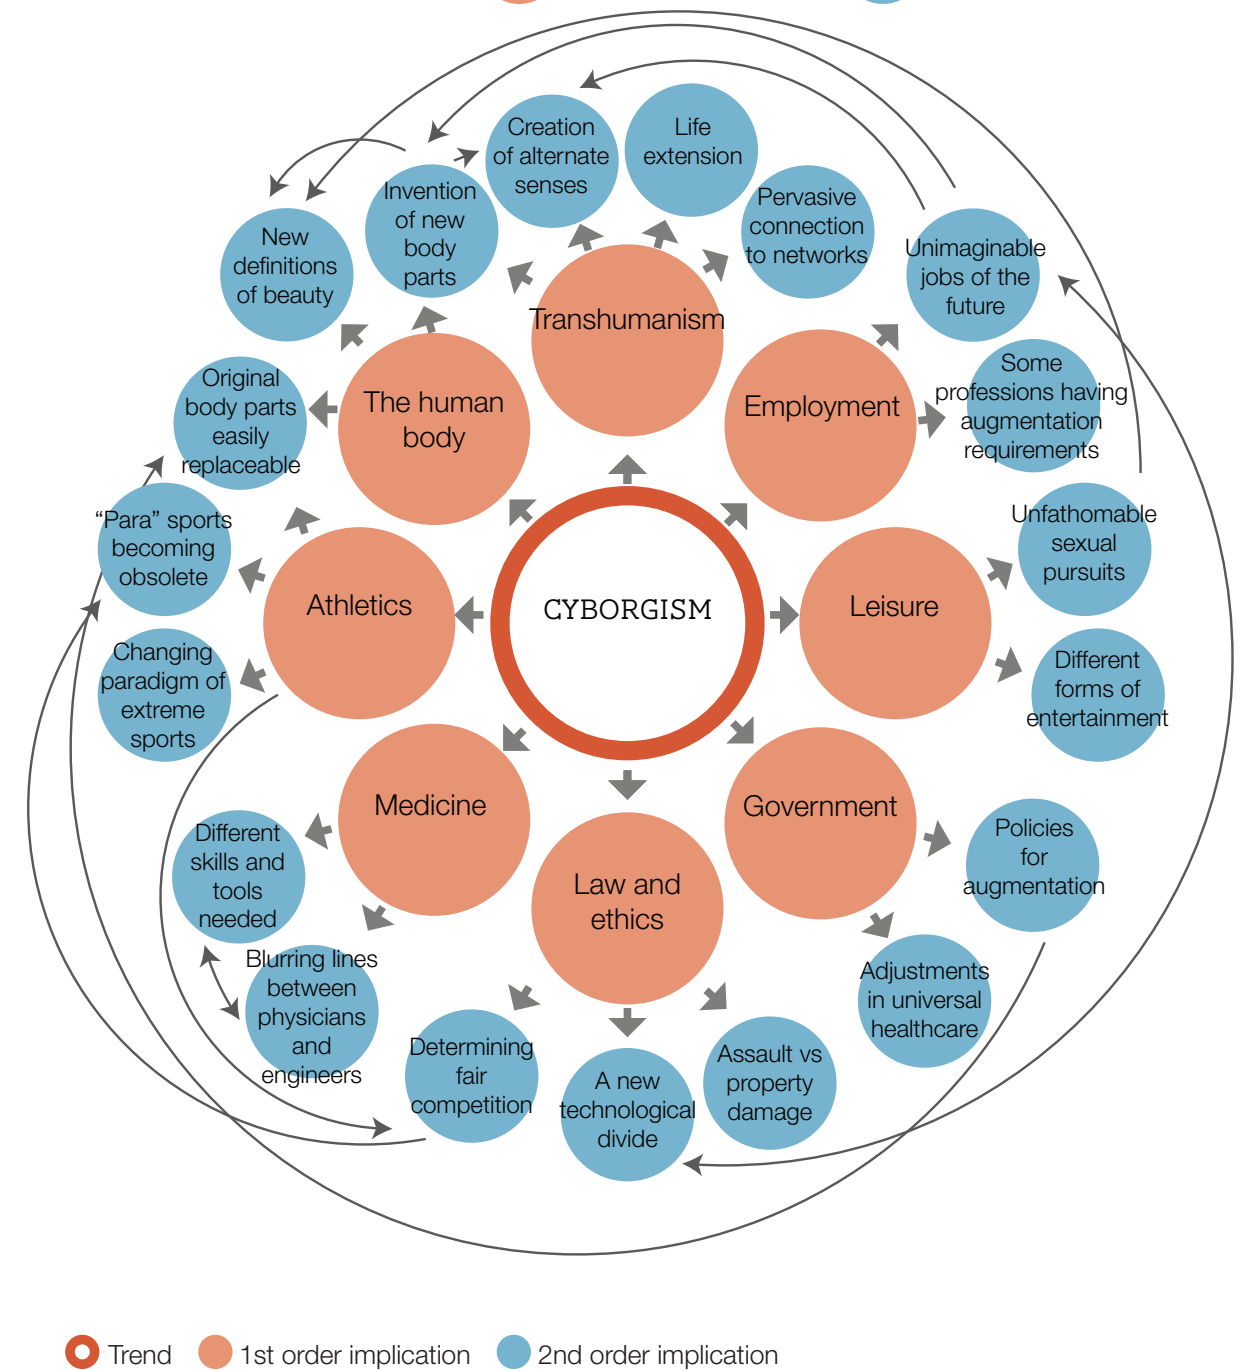 Creation
of alternate
senses
Life
extension
Invention
of new
body
parts
Pervasive
connection
to networks
New
definitions
of beauty
Unimaginable
jobs of the
future
Transhumanism
The human
body
Employment
Original
body parts
easily
replaceable
Some
professions having
augmentation
requirements
“Para” sports
becoming
obsolete
Unfathomable
sexual
pursuits
Athletics
CYBORGISM
Leisure
Changing
paradigm of
extreme
sports
Different
forms of
entertainment
Medicine
Government
Different
skills and
tools
needed
Law and
ethics
Policies
for
augmentation
Blurring lines
between
physicians
and
engineers
Adjustments
in universal
healthcare
Determining
fair
competition
A new
technological
divide
Assault vs
property
damage
Trend
1st order implication
2nd order implication